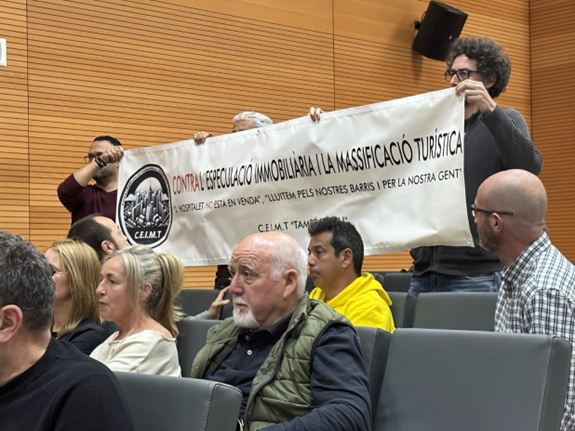 CONTRA L'ESPECULACIÓ IMMOBILIÀRIA I LA MASSIFICACIÓ TURÍSTICA
"L'HOSPITALET NO ESTÀ EN VENDA", "LLUITEM PELS NOSTRES BARRIS I PER LA NOSTRA GENT"
C.E.I.M.T
C.E.I.M.T